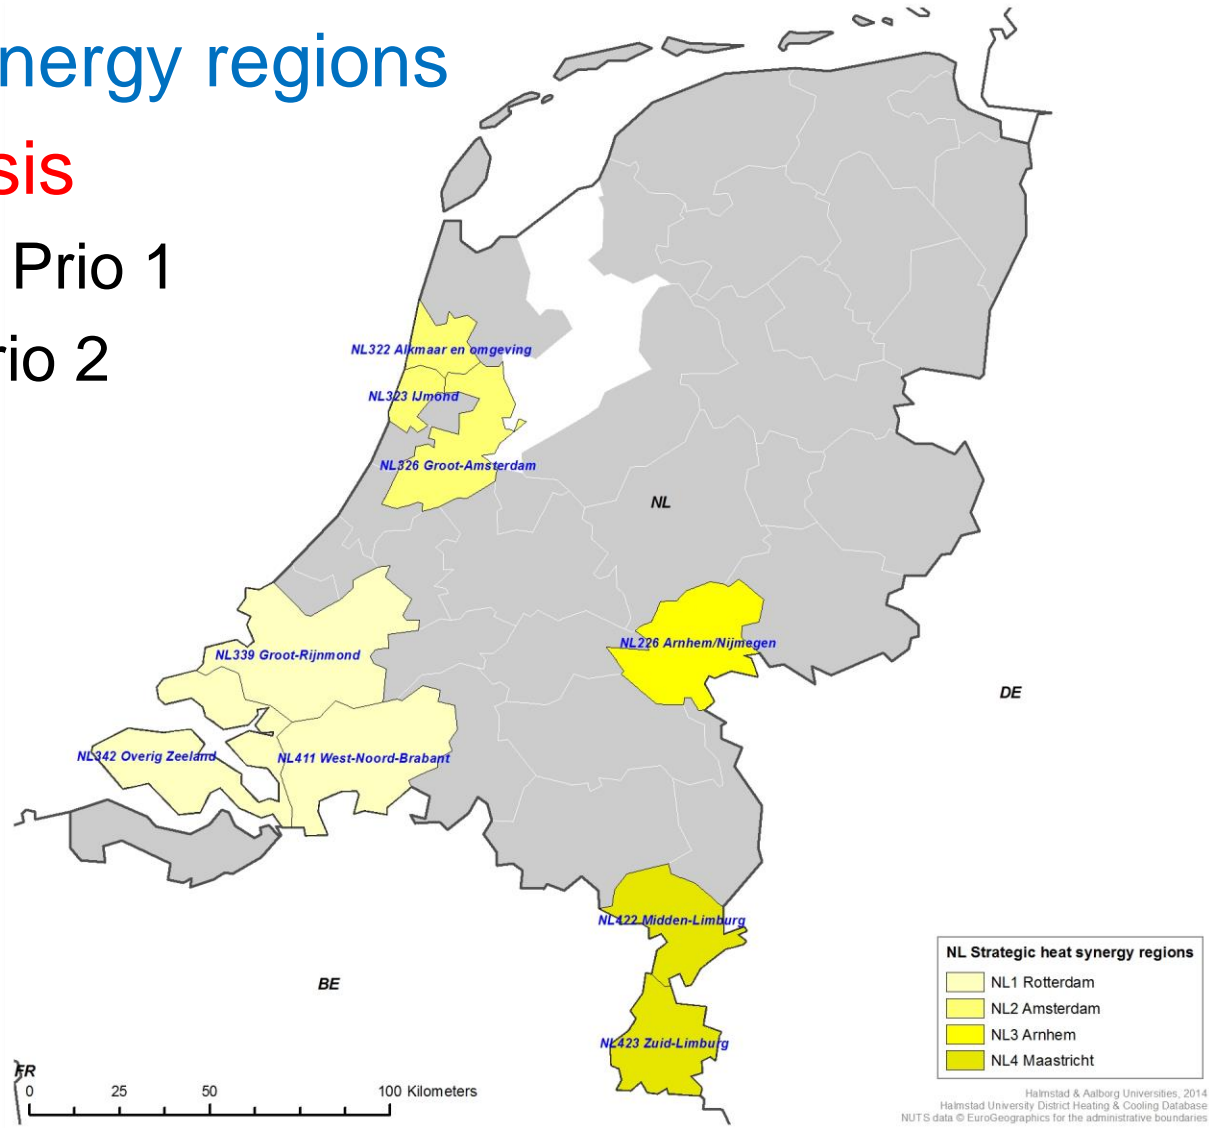 nergy regions
sis
Prio 1
rio 2
NL322 Alkmaar en omgeving
NL323 IJmond
NL326 Groot-Amsterdam
NL
NL226 Arnhem/Nijmegen
NL339 Groot-Rijnmond
DE
NL342 Overig Zeeland
NL411 West-Noord-Brabant
NL422 Midden-Limburg
BE
NL423 Zuid-Limburg
NL Strategic heat synergy regions
NL1 Rotterdam
NL2 Amsterdam
NL3 Arnhem
NL4 Maastricht
FR
0 25 50 100 Kilometers
Halmstad & Aalborg Universities, 2014
Halmstad University District Heating & Cooling Database
NUTS data © EuroGeographics for the administrative boundaries